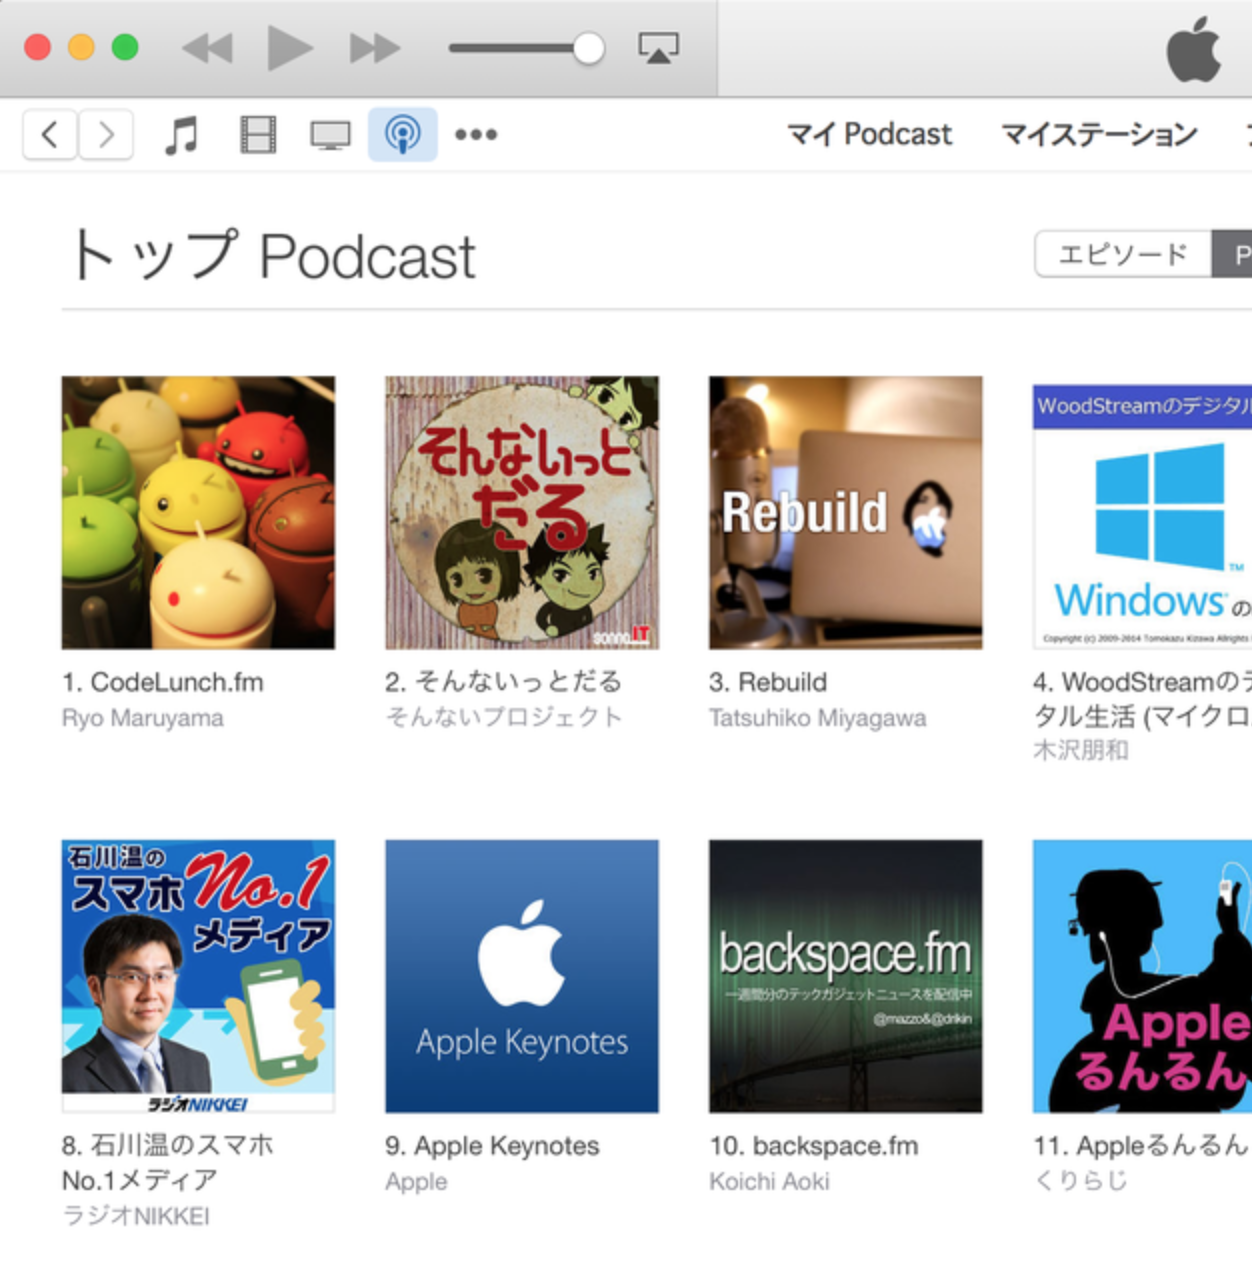 マイ Podcast
マイステーション
トップ Podcast
エピソード
そんないっと
だる
sonnaIT
Rebuild
WoodStreamのデジタル
Windows の
Copyright (c) 2009-2014 Tomokazu Kizawa Allrights
1. CodeLunch.fm
Ryo Maruyama
2. そんないっとだる
そんないプロジェクト
3. Rebuild
Tatsuhiko Miyagawa
4. WoodStreamのデ
タル生活 (マイクロ
木沢朋和
石川温の
スマホNo.1
メディア
ラジオNIKKEI
Apple Keynotes
backspace.fm
一週間分のテックガジェットニュースを配信中
@mazzo&@drikin
Apple
るんるん
8. 石川温のスマホ
No.1メディア
ラジオNIKKEI
9. Apple Keynotes
Apple
10. backspace.fm
Koichi Aoki
11. Appleるんるん
くりらじ